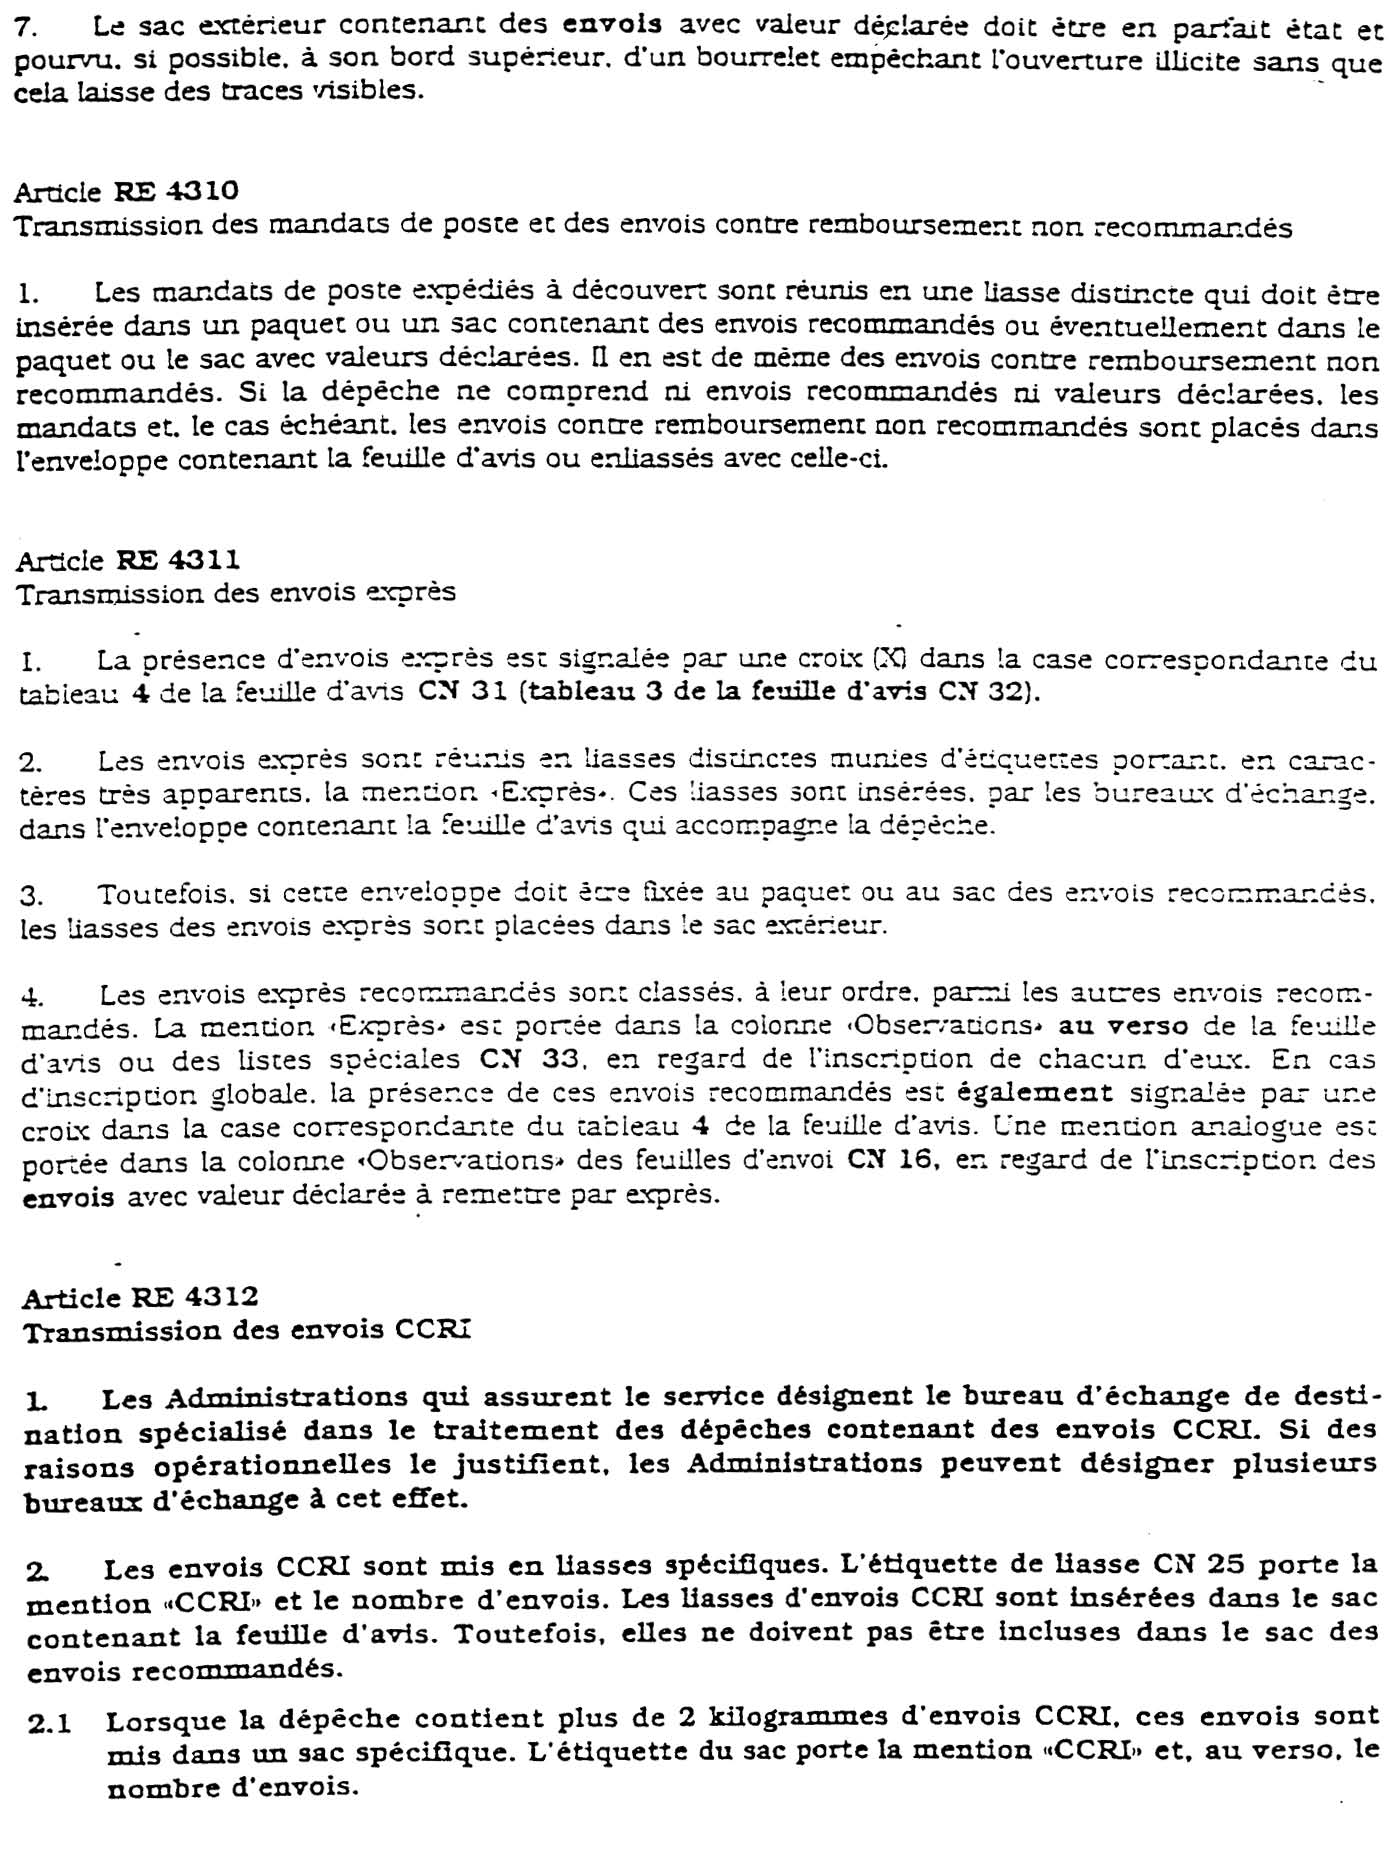 7. Le sac extérieur contenant des envois avec valeur déclarée doit être en parfait état et
pourvu, si possible, à son bord supérieur, d'un bourrelet empêchant l'ouverture illicite sans que
cela laisse des traces visibles.
Article RE 4310
Transmission des mandats de poste et des envois contre remboursement non recommandés
1. Les mandats de poste expédiés à découvert sont réunis en une liasse distincte qui doit être
insérée dans un paquet ou un sac contenant des envois recommandés ou éventuellement dans le
paquet ou le sac avec valeurs déclarées. Il en est de même des envois contre remboursement non
recommandés. Si la dépêche ne comprend ni envois recommandés ni valeurs déclarées, les
mandats et, le cas échéant, les envois contre remboursement non recommandés sont placés dans
l'enveloppe contenant la feuille d'avis ou enliassés avec celle-ci.
Article RE 4311
Transmission des envois exprès
1. La présence d'envois exprès est signalée par une croix (X) dans la case correspondante du
tableau 4 de la feuille d'avis CN 31 (tableau 3 de la feuille d'avis CN 32).
2. Les envois exprès sont réunis en liasses distinctes munies d'étiquettes portant, en carac-
tères très apparents, la mention «Exprès». Ces liasses sont insérées, par les bureaux d'échange,
dans l'enveloppe contenant la feuille d'avis qui accompagne la dépêche.
3. Toutefois, si cette enveloppe doit être fixée au paquet ou au sac des envois recommandés,
les liasses des envois exprès sont placées dans le sac extérieur.
4. Les envois exprès recommandés sont classés, à leur ordre, parmi les autres envois recom-
mandés. La mention «Exprès» est portée dans la colonne «Observations» au verso de la feuille
d'avis ou des listes spéciales CN 33, en regard de l'inscription de chacun d'eux. En cas
d'inscription globale, la présence de ces envois recommandés est également signalée par une
croix dans la case correspondante du tableau 4 de la feuille d'avis. Une mention analogue est
portée dans la colonne «Observations» des feuilles d'envoi CN 16, en regard de l'inscription des
envois avec valeur déclarée à remettre par exprès.
Article RE 4312
Transmission des envois CCRI
1. Les Administrations qui assurent le service désignent le bureau d'échange de desti-
nation spécialisé dans le traitement des dépêches contenant des envois CCRI. Si des
raisons opérationnelles le justifient, les Administrations peuvent désigner plusieurs
bureaux d'échange à cet effet.
2. Les envois CCRI sont mis en liasses spécifiques. L'étiquette de liasse CN 25 porte la
mention «CCRI» et le nombre d'envois. Les liasses d'envois CCRI sont insérées dans le sac
contenant la feuille d'avis. Toutefois, elles ne doivent pas être incluses dans le sac des
envois recommandés.
2.1 Lorsque la dépêche contient plus de 2 kilogrammes d'envois CCRI, ces envois sont
mis dans un sac spécifique. L'étiquette du sac porte la mention «CCRI» et, au verso, le
nombre d'envois.